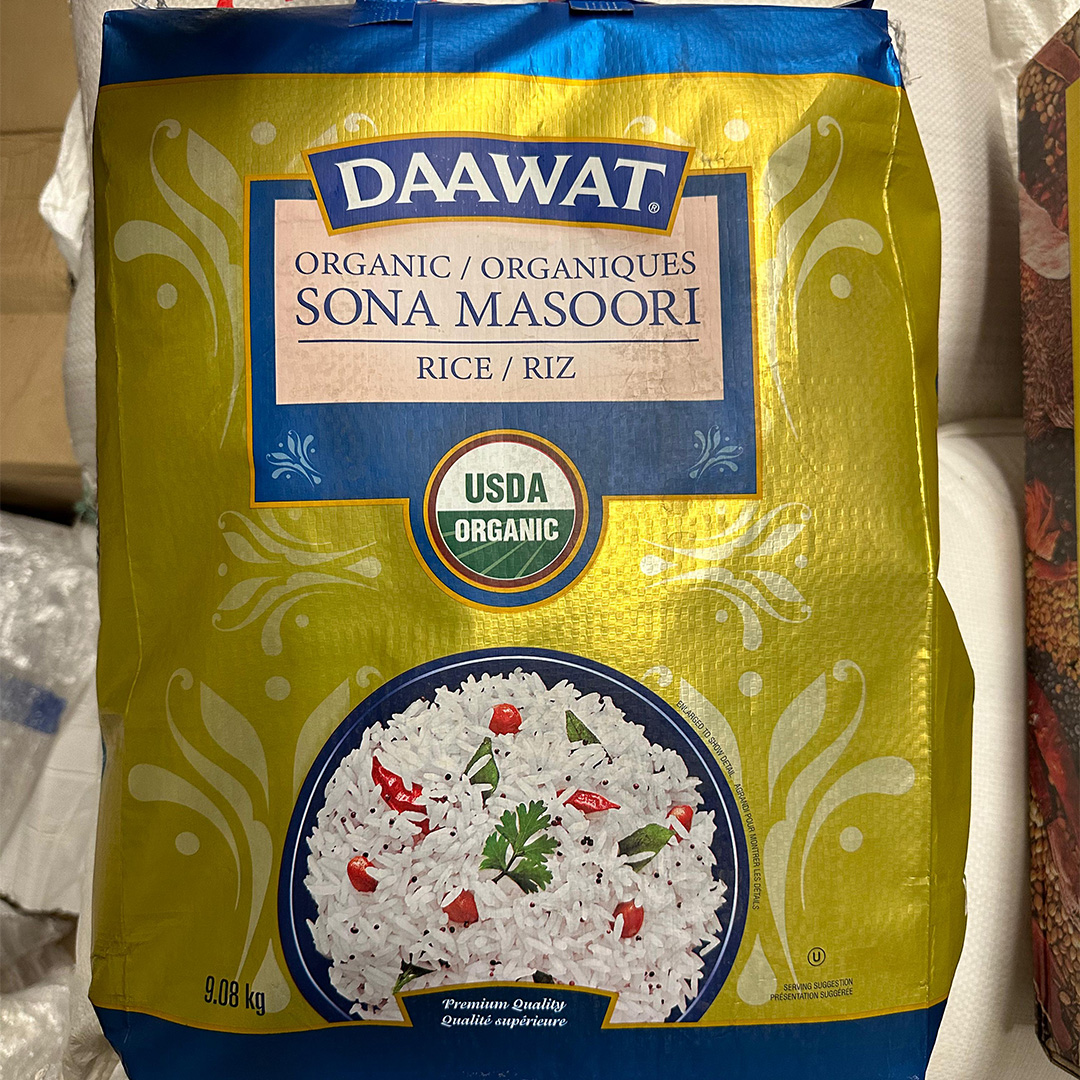 DAAWAT®
ORGANIC / ORGANIQUES
SONA MASOORI
RICE / RIZ
USDA
ORGANIC
ENLARGED TO SHOW DETAIL AGRANDI POUR MONTRER LES DÉTAILS
U
SERVING SUGGESTION
PRÉSENTATION SUGGÉRÉE
9.08 kg
Premium Quality
Qualité supérieure